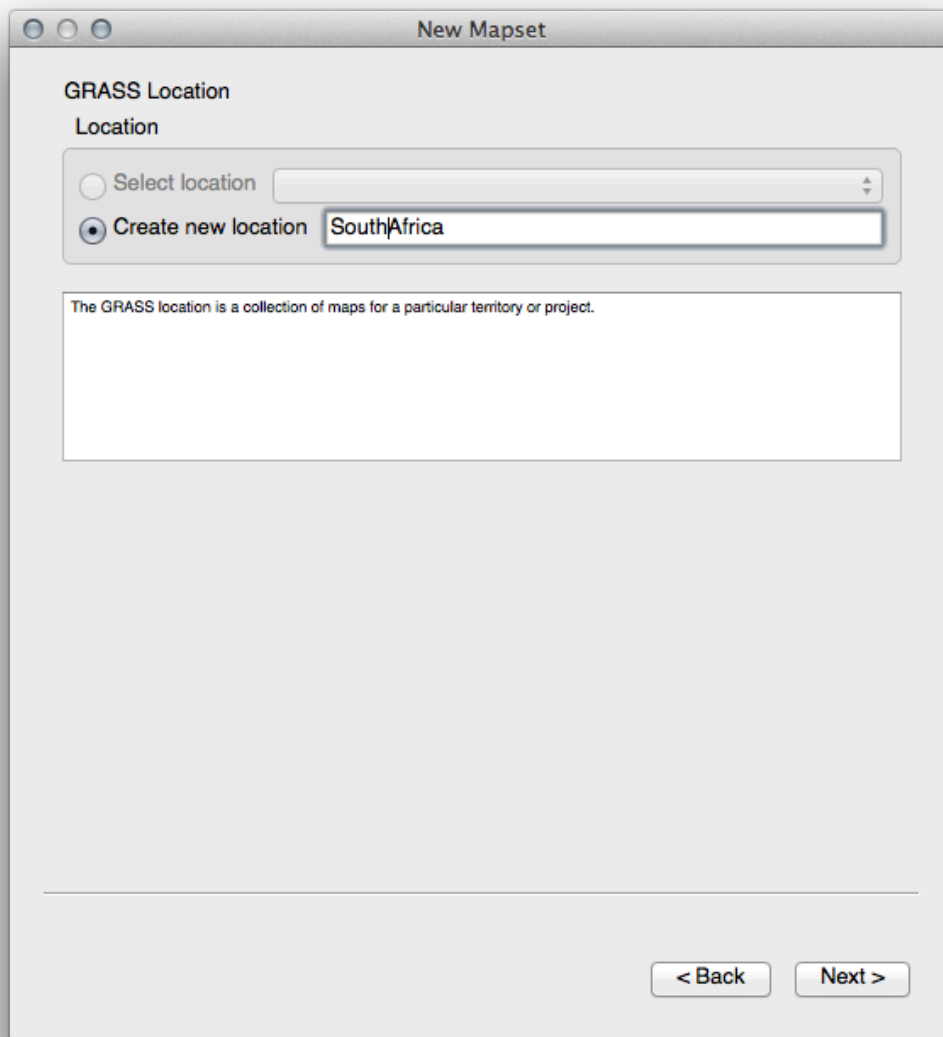 New Mapset
GRASS Location
Location
Select location
Create new location SouthAfrica
The GRASS location is a collection of maps for a particular territory or project.
< Back Next >